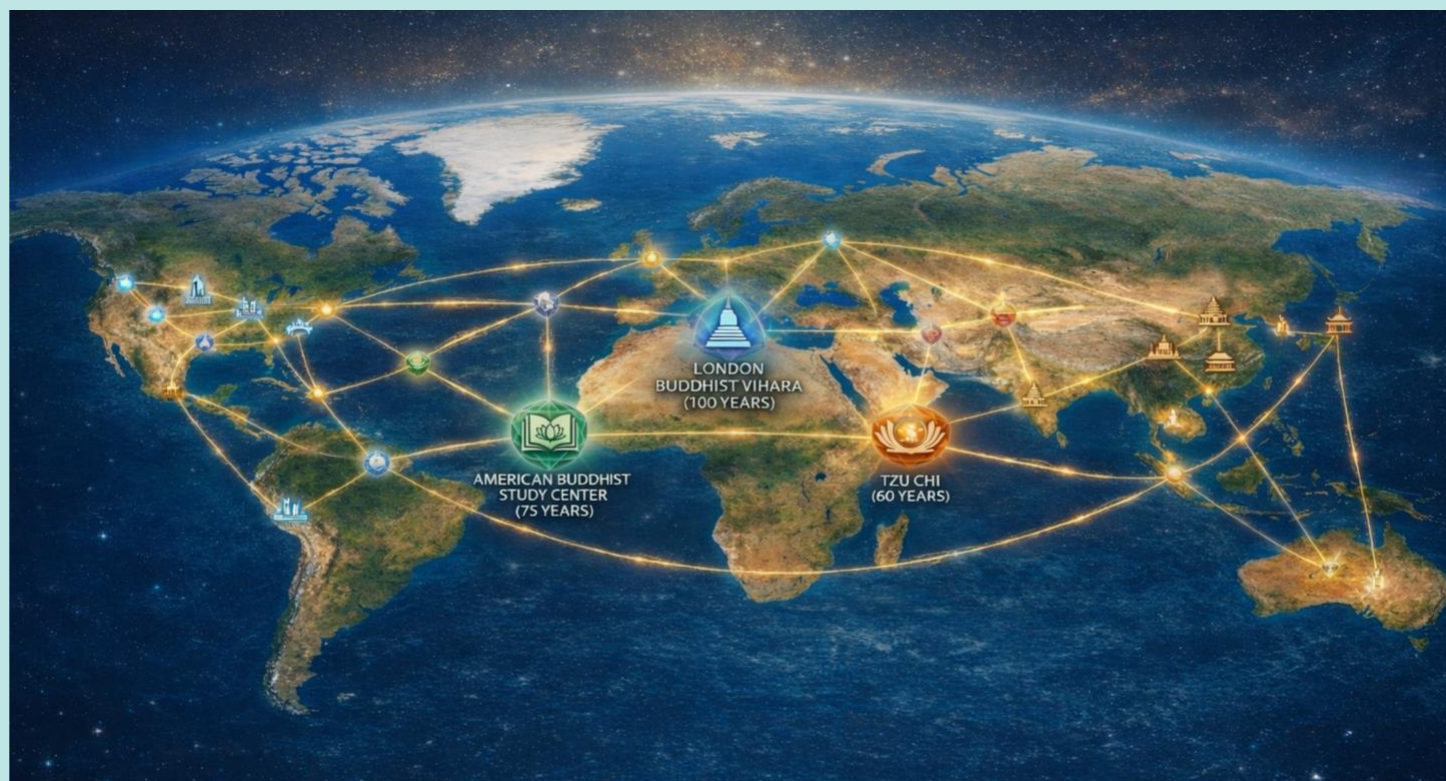 LONDON
BUDDHIST VIHARA
(100 YEARS)
AMERICAN BUDDHIST
STUDY CENTER
(75 YEARS)
TZU CHI
(60 YEARS)